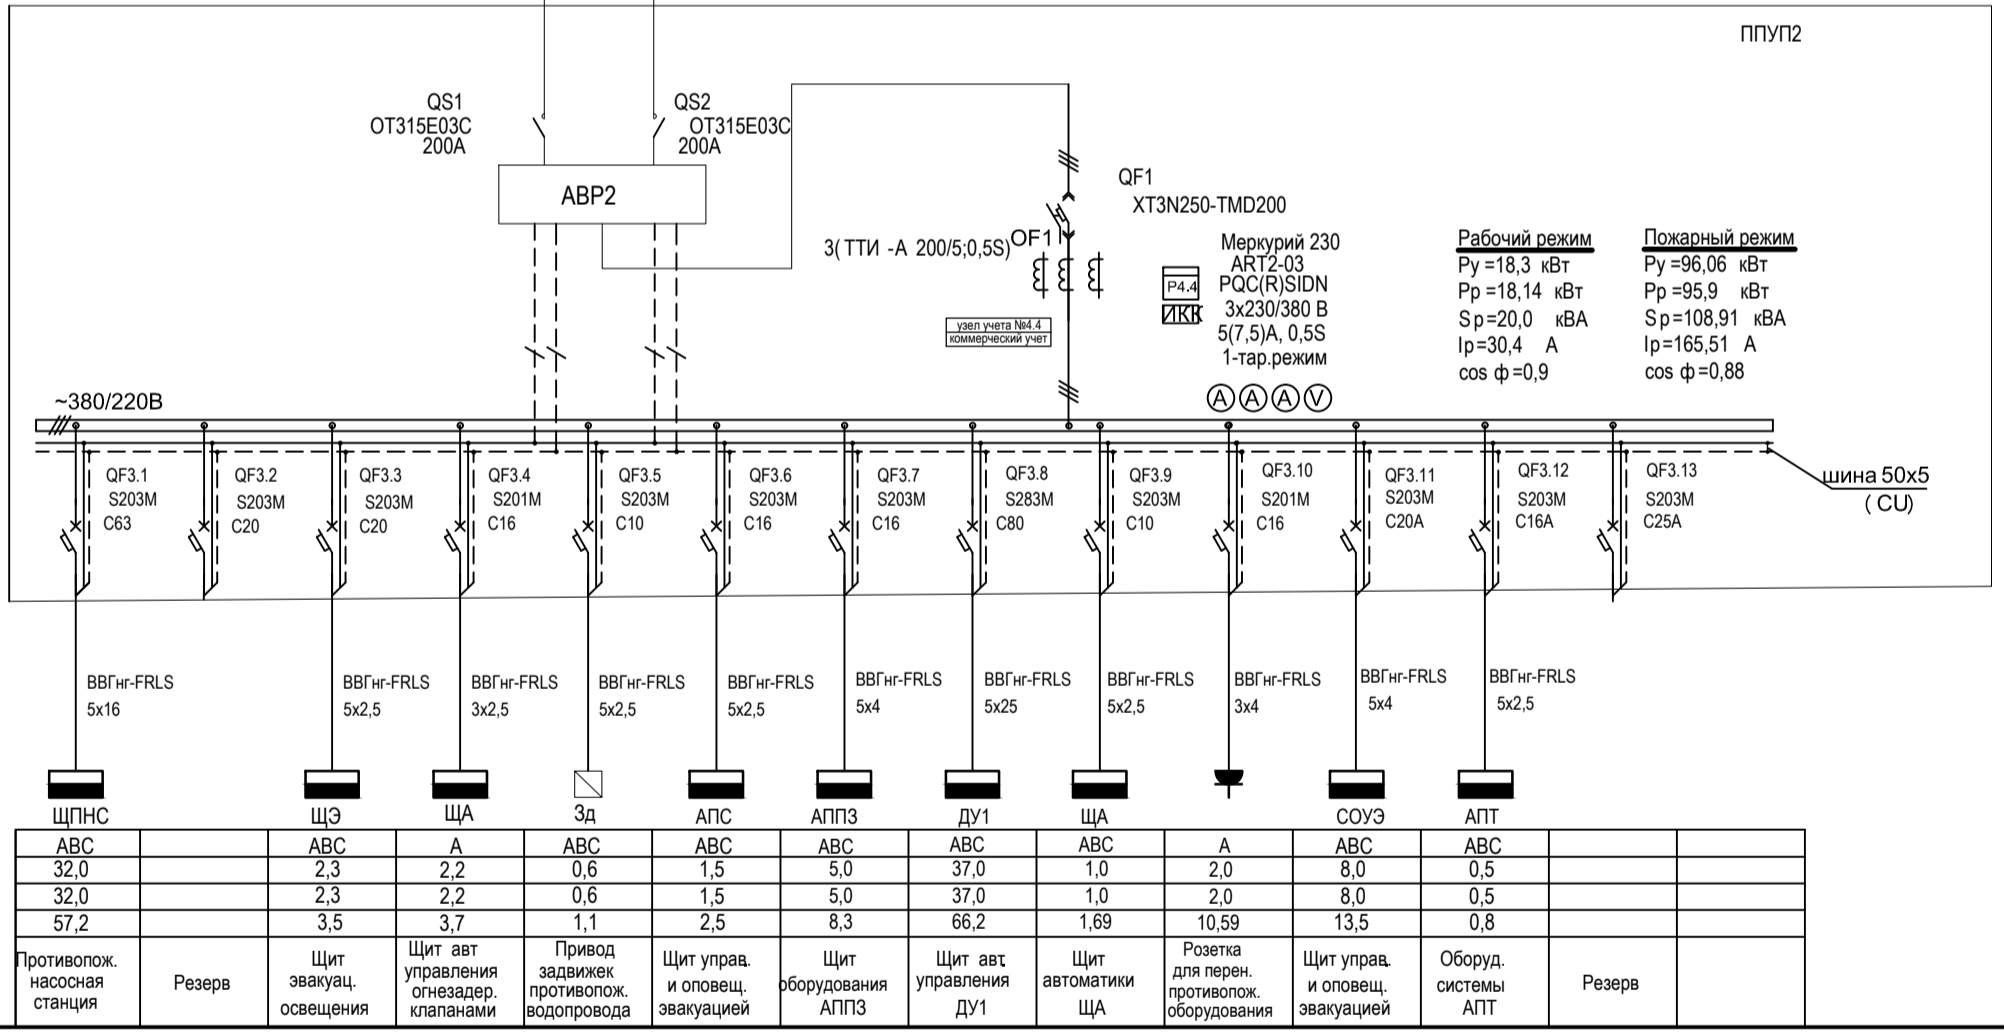 ППУП2
QS1
OT315E03C
200A
QS2
OT315E03C
200A
АВР2
QF1
XT3N250-TMD200
3( ТТИ -А 200/5;0,5S)
OF1
Меркурий 230
ART2-03
PQC(R)SIDN
3x230/380 В
5(7,5)А, 0,5S
1-тар.режим
Р4.4
ИКК
узел учета №4.4
коммерческий учет
Рабочий режим
Ру =18,3 кВт
Рр =18,14 кВт
Sр=20,0 кВА
Iр=30,4 А
cos ф =0,9
Пожарный режим
Ру =96,06 кВт
Рр =95,9 кВт
Sр=108,91 кВА
Iр=165,51 А
cos ф =0,88
A A A V
~380/220В
шина 50х5
( CU)
QF3.1
S203M
C63
QF3.2
S203M
C20
QF3.3
S203M
C20
QF3.4
S201M
C16
QF3.5
S203M
C10
QF3.6
S203M
C16
QF3.7
S203M
C16
QF3.8
S283M
C80
QF3.9
S203M
C10
QF3.10
S201M
C16
QF3.11
S203M
C20A
QF3.12
S203M
C16A
QF3.13
S203M
C25A
ВВГнг-FRLS
5х16
ВВГнг-FRLS
5х2,5
ВВГнг-FRLS
3х2,5
ВВГнг-FRLS
5х2,5
ВВГнг-FRLS
5х2,5
ВВГнг-FRLS
5х4
ВВГнг-FRLS
5х25
ВВГнг-FRLS
5х2,5
ВВГнг-FRLS
3х4
ВВГнг-FRLS
5х4
ВВГнг-FRLS
5х2,5
ЩПНС ЩЭ ЩА Зд АПС АППЗ ДУ1 ЩА СОУЭ АПТ
АВС АВС А АВС АВС АВС АВС АВС А АВС АВС
32,0 2,3 2,2 0,6 1,5 5,0 37,0 1,0 2,0 8,0 0,5
32,0 2,3 2,2 0,6 1,5 5,0 37,0 1,0 2,0 8,0 0,5
57,2 3,5 3,7 1,1 2,5 8,3 66,2 1,69 10,59 13,5 0,8
Противопож.
насосная
станция
Резерв
Щит
эвакуац.
освещения
Щит авт
управления
огнезадер.
клапанами
Привод
задвижек
противопож.
водопровода
Щит управ.
и оповещ.
эвакуацией
Щит
оборудования
АППЗ
Щит авт.
управления
ДУ1
Щит
автоматики
ЩА
Розетка
для перен.
противопож.
оборудования
Щит управ.
и оповещ.
эвакуацией
Оборуд.
системы
АПТ
Резерв